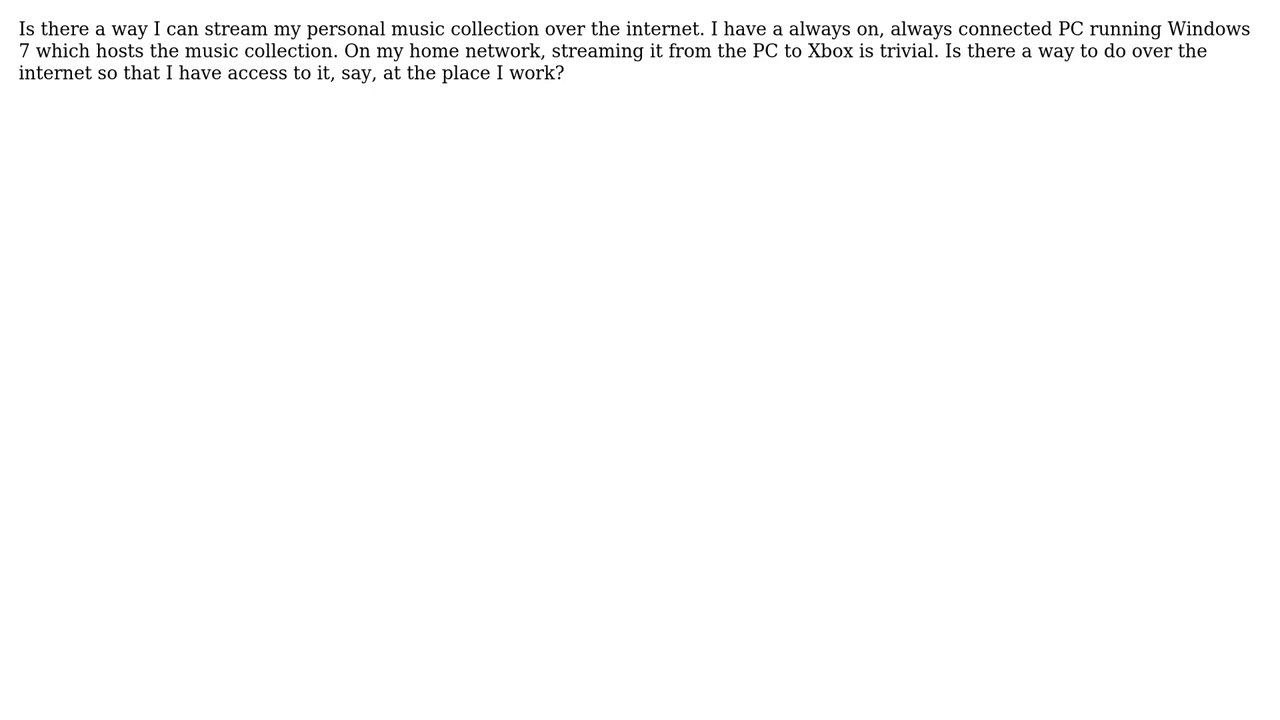 Is there a way I can stream my personal music collection over the internet. I have a always on, always connected PC running Windows
7 which hosts the music collection. On my home network, streaming it from the PC to Xbox is trivial. Is there a way to do over the
internet so that I have access to it, say, at the place I work?